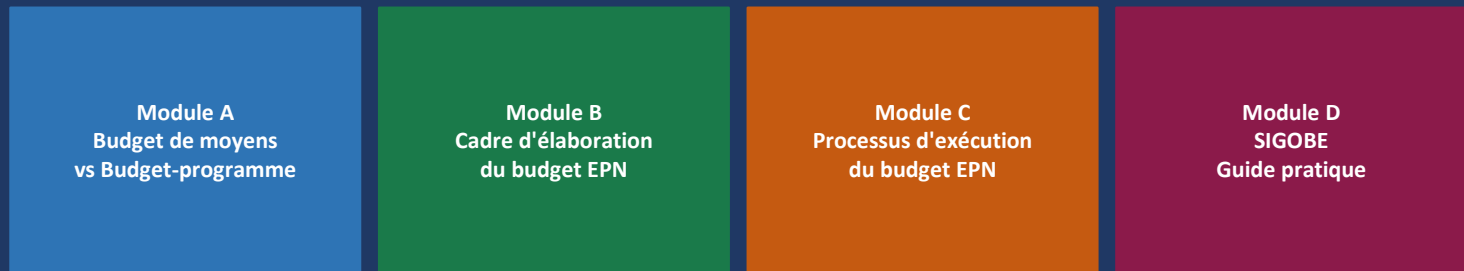 Module A
Budget de moyens
vs Budget-programme
Module B
Cadre d'élaboration
du budget EPN
Module C
Processus d'exécution
du budget EPN
Module D
SIGOBE
Guide pratique